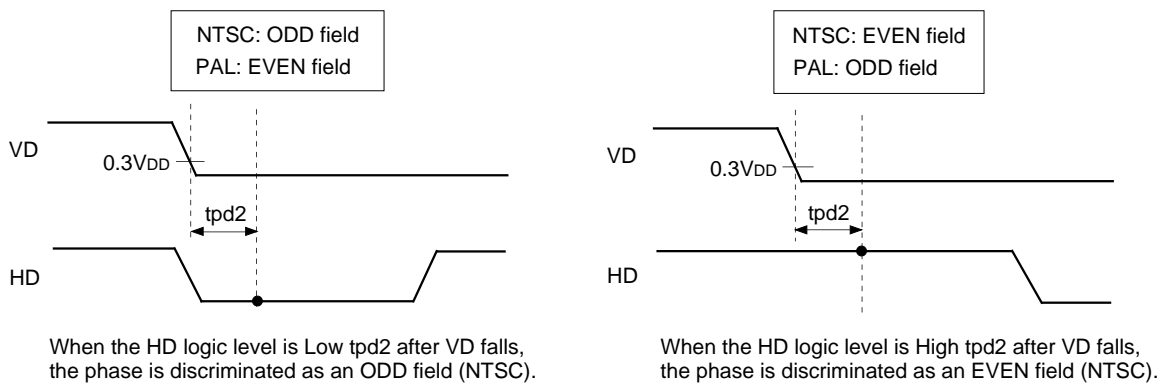 NTSC: ODD field
PAL: EVEN field
VD
0.3VDD
tpd2
HD
When the HD logic level is Low tpd2 after VD falls,
the phase is discriminated as an ODD field (NTSC).
NTSC: EVEN field
PAL: ODD field
VD
0.3VDD
tpd2
HD
When the HD logic level is High tpd2 after VD falls,
the phase is discriminated as an EVEN field (NTSC).